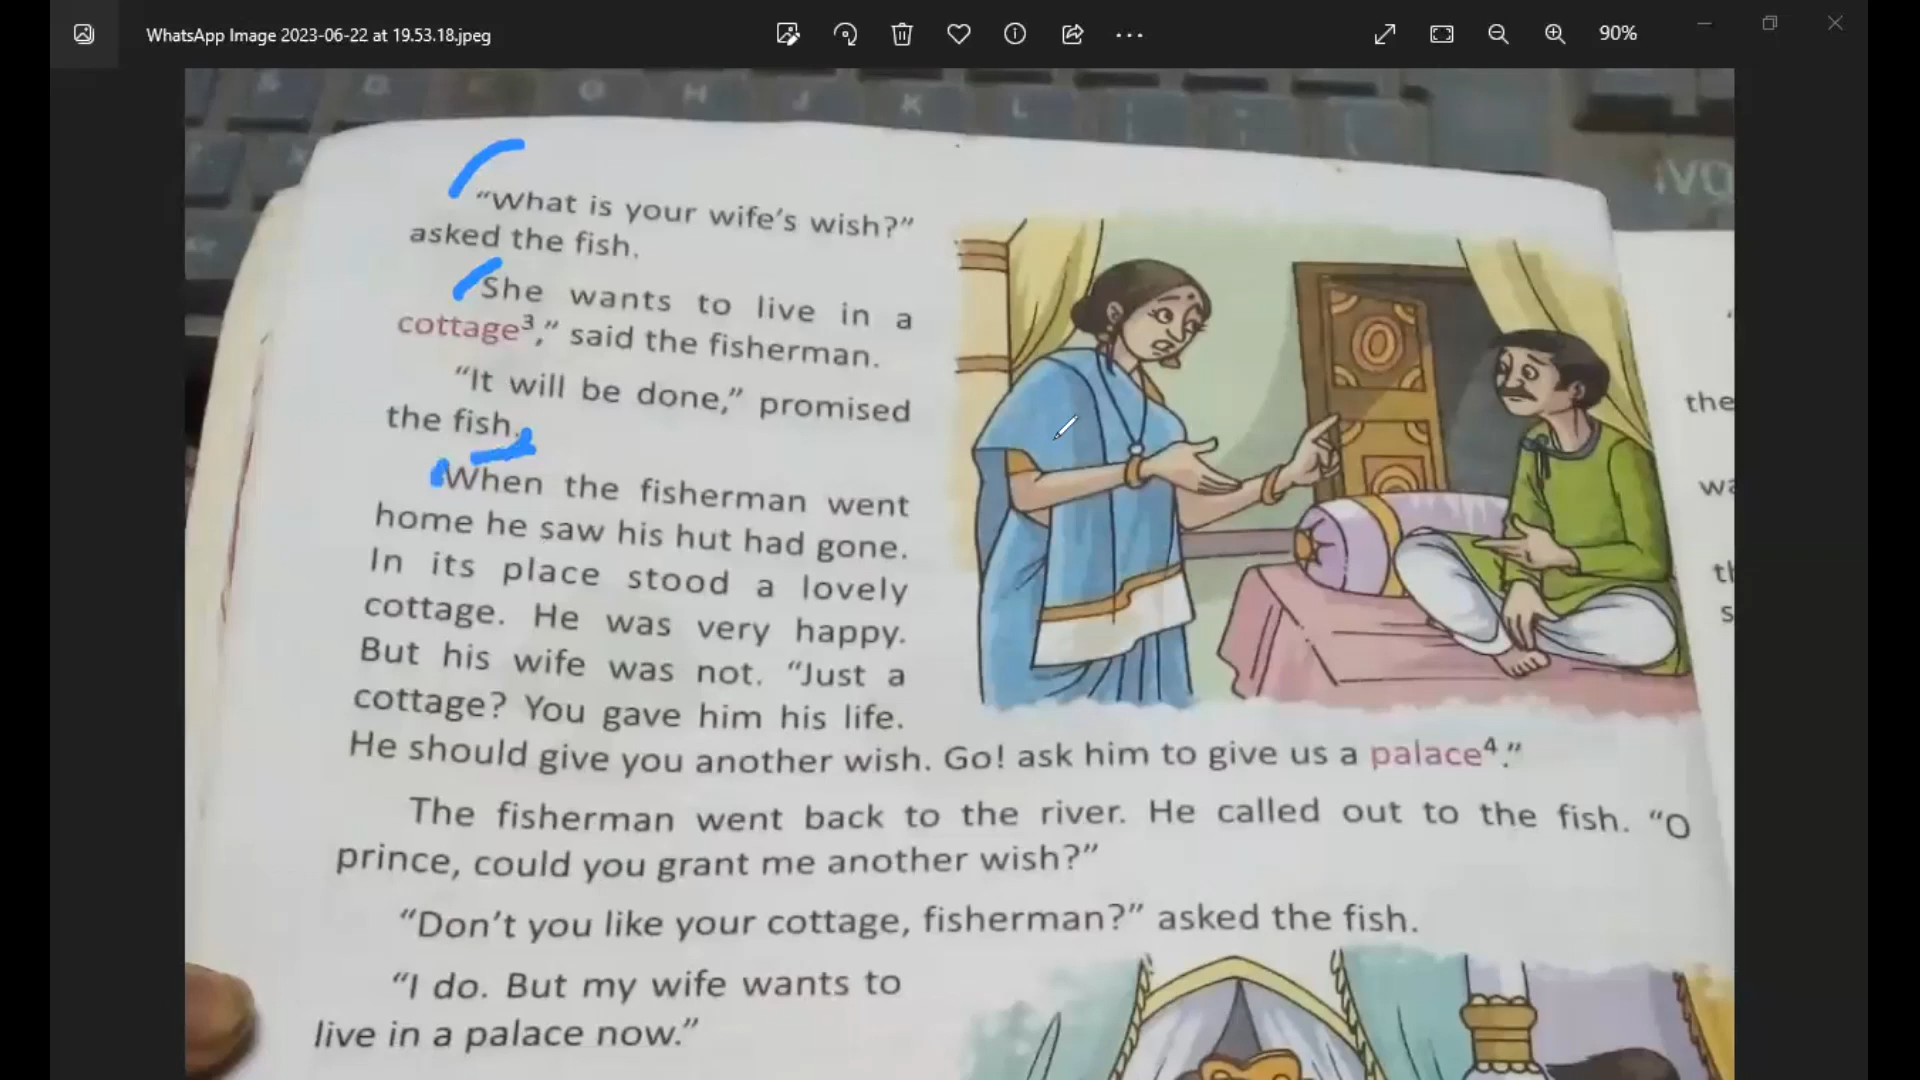 WhatsApp Image 2023-06-22 at 19.53.18.jpeg
90%
“What is your wife’s wish?”
asked the fish.
She wants to live in a
cottage³,” said the fisherman.
“It will be done,” promised
the fish.
When the fisherman went
home he saw his hut had gone.
In its place stood a lovely
cottage. He was very happy.
But his wife was not. “Just a
cottage? You gave him his life.
He should give you another wish. Go! ask him to give us a palace⁴.”
The fisherman went back to the river. He called out to the fish. “O
prince, could you grant me another wish?”
“Don’t you like your cottage, fisherman?” asked the fish.
“I do. But my wife wants to
live in a palace now.”
the
H
J
K
L